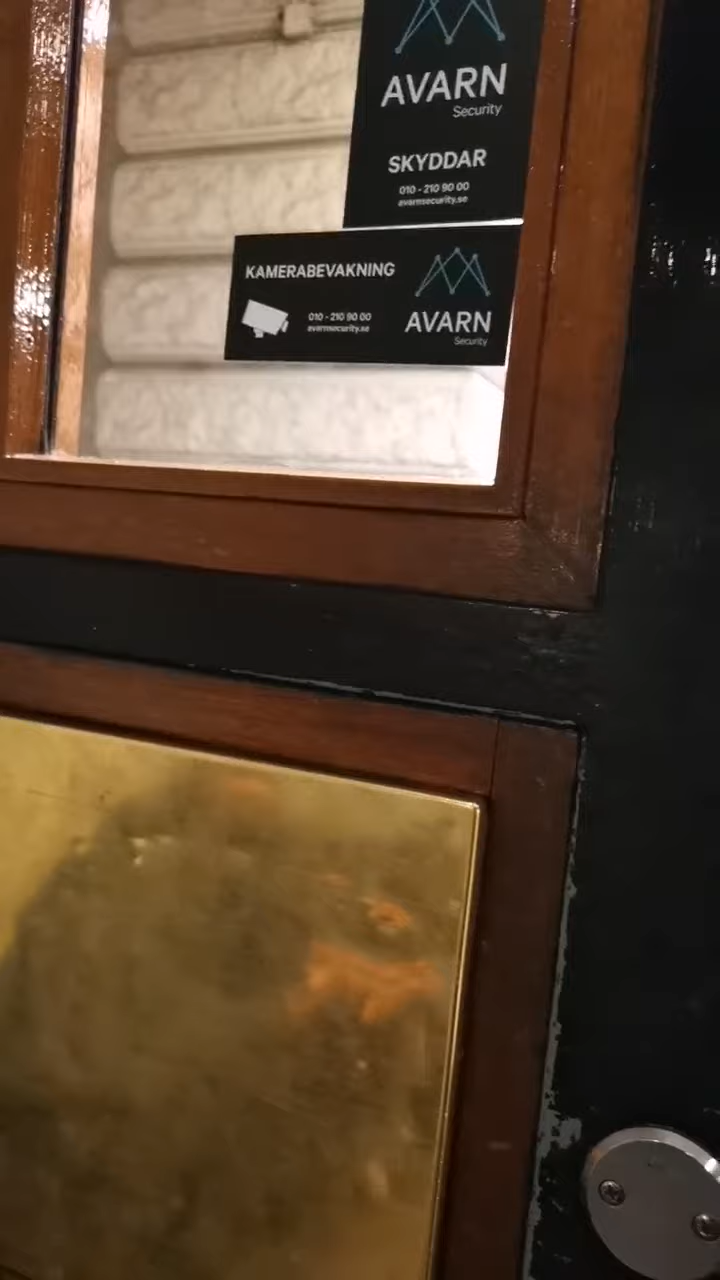 AVARN
Security
SKYDDAR
010 - 210 90 00
avarnsecurity.se
KAMERABEVAKNING
010 - 210 90 00
avarnsecurity.se
AVARN
Security